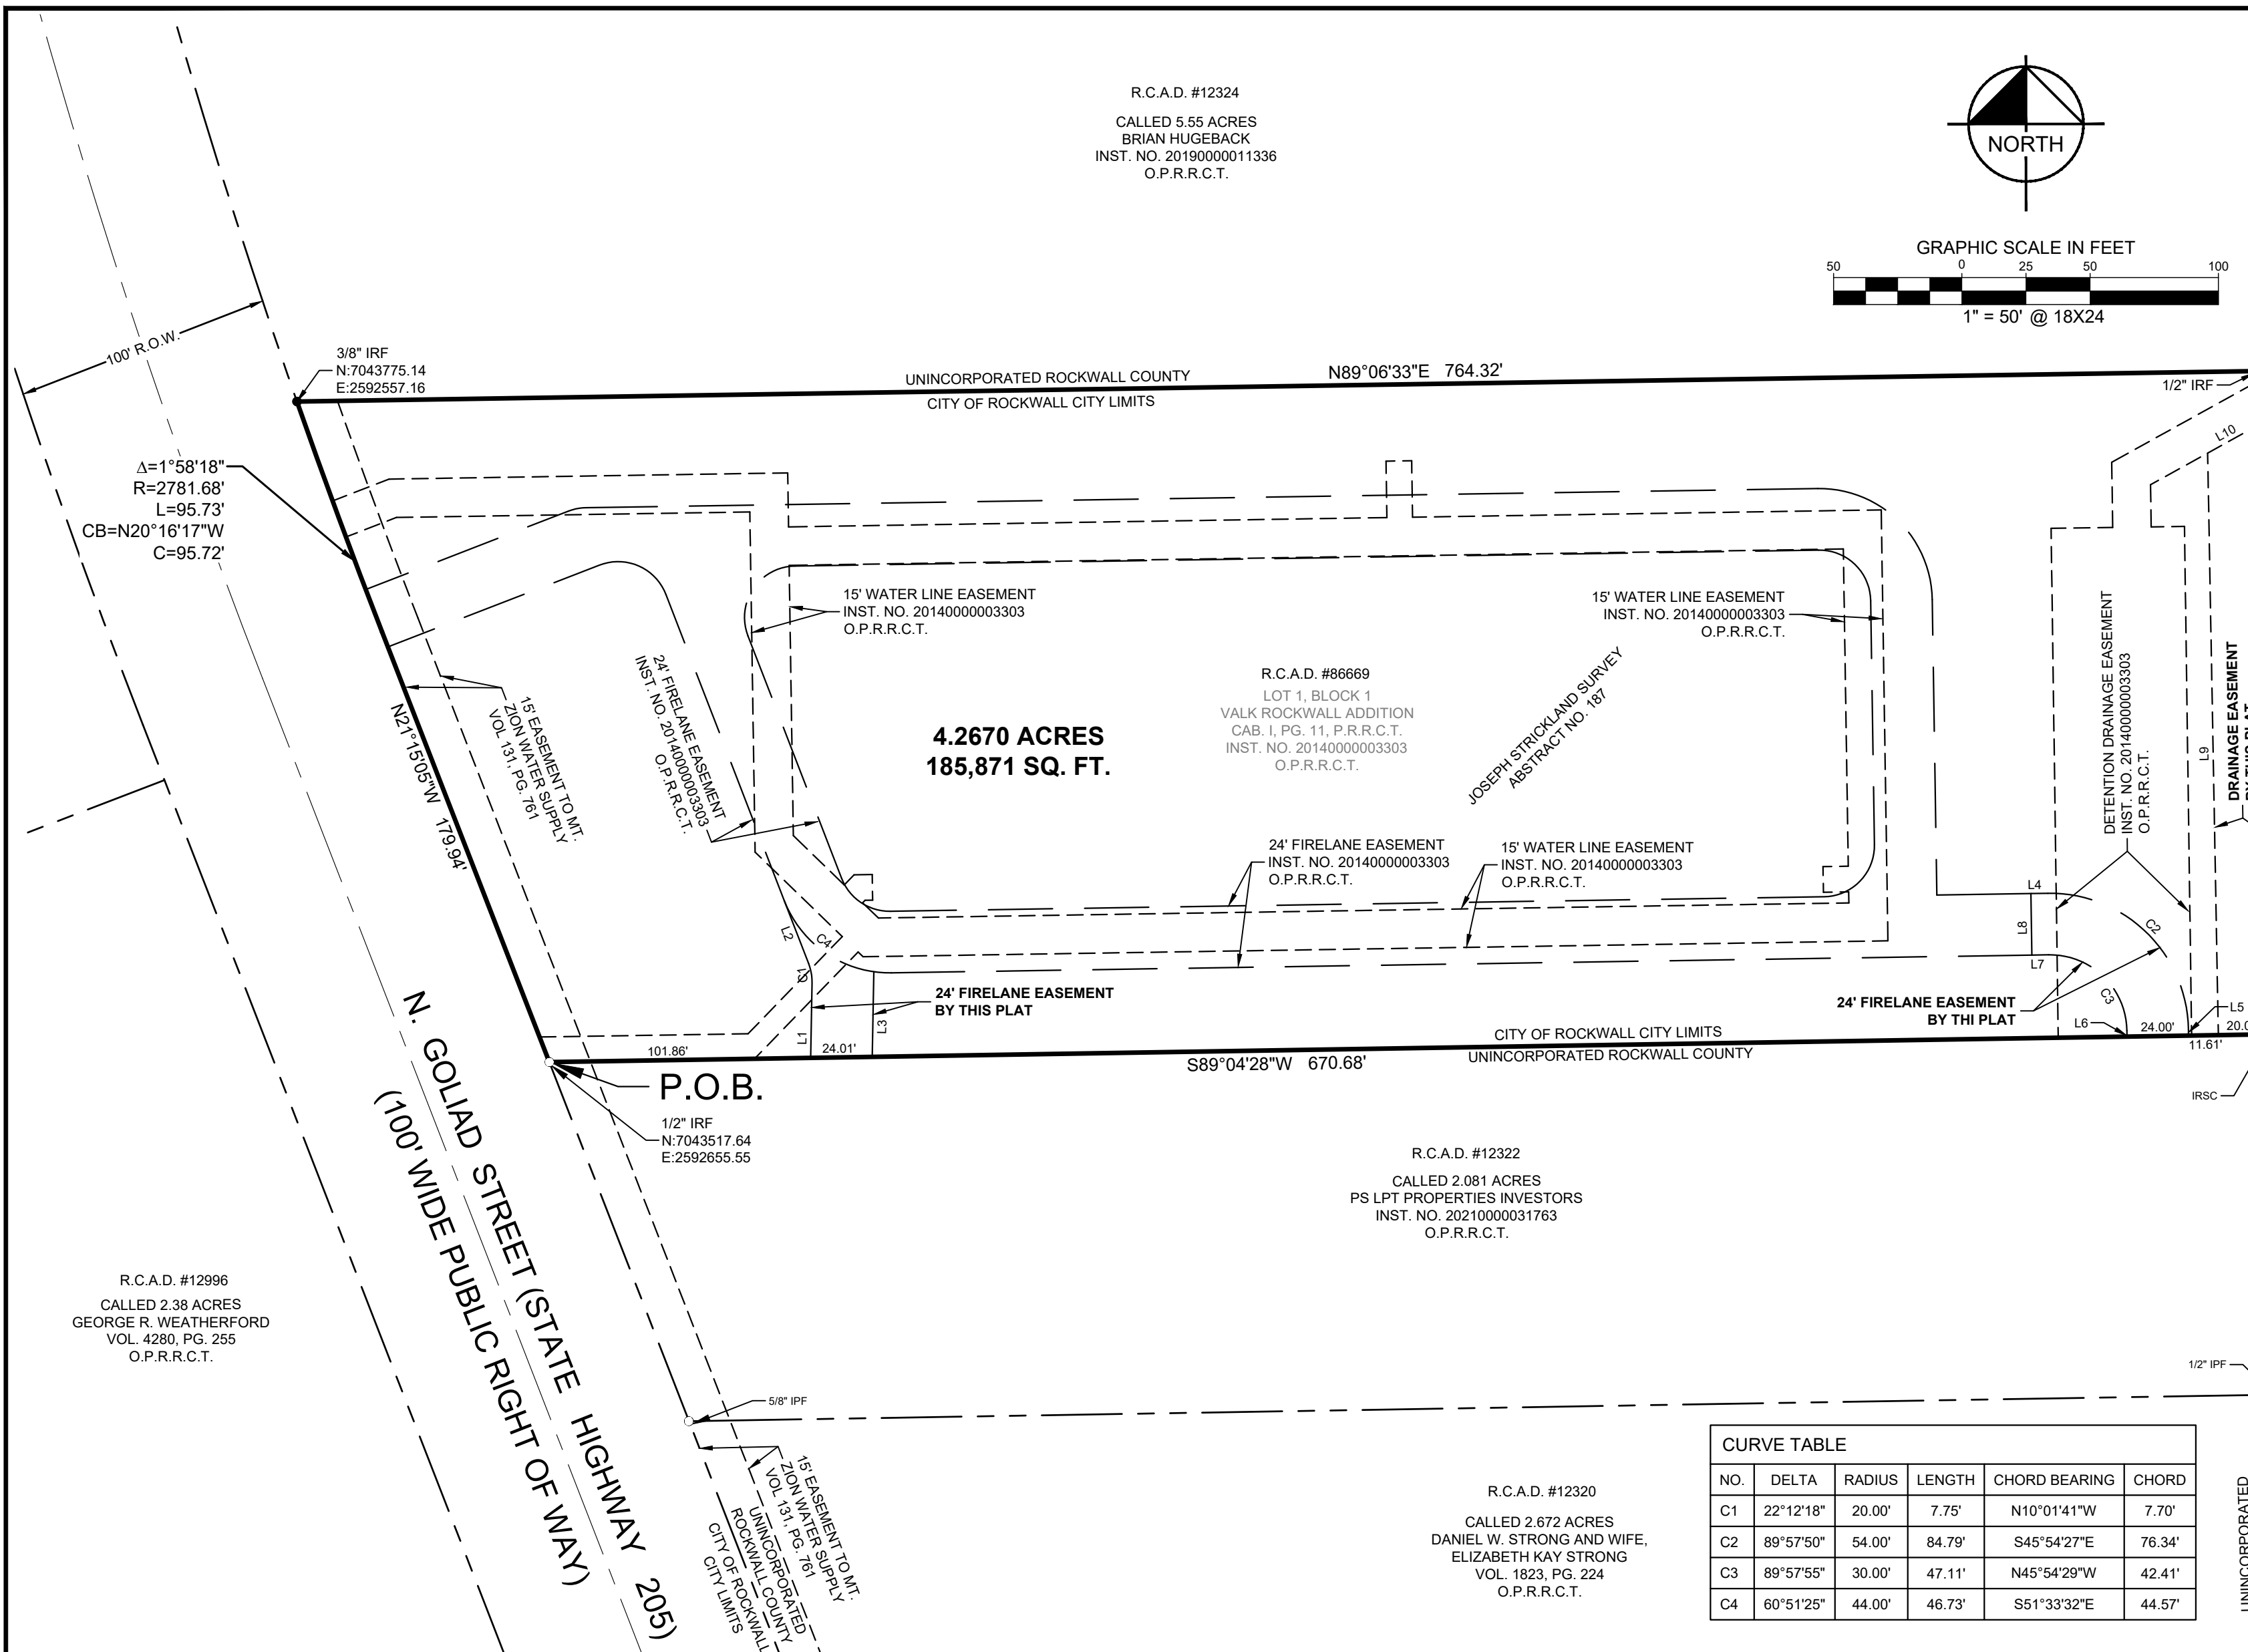 R.C.A.D. #12324
CALLED 5.55 ACRES
BRIAN HUGEBACK
INST. NO. 20190000011336
O.P.R.R.C.T.
NORTH
GRAPHIC SCALE IN FEET
50 0 25 50 100
1" = 50' @ 18X24
100' R.O.W.
3/8" IRF
N:7043775.14
E:2592557.16
UNINCORPORATED ROCKWALL COUNTY
N89°06'33"E 764.32'
CITY OF ROCKWALL CITY LIMITS
1/2" IRF
L10
Δ=1°58'18"
R=2781.68'
L=95.73'
CB=N20°16'17"W
C=95.72'
15' WATER LINE EASEMENT
INST. NO. 20140000003303
O.P.R.R.C.T.
15' WATER LINE EASEMENT
INST. NO. 20140000003303
O.P.R.R.C.T.
24' FIRELANE EASEMENT
INST. NO. 20140000003303
O.P.R.R.C.T.
15' EASEMENT TO MT.
ZION WATER SUPPLY
VOL 131, PG. 761
N21°15'05"W 179.94'
4.2670 ACRES
185,871 SQ. FT.
R.C.A.D. #86669
LOT 1, BLOCK 1
VALK ROCKWALL ADDITION
CAB. I, PG. 11, P.R.R.C.T.
INST. NO. 20140000003303
O.P.R.R.C.T.
JOSEPH STRICKLAND SURVEY
ABSTRACT NO. 187
DETENTION DRAINAGE EASEMENT
INST. NO. 20140000003303
O.P.R.R.C.T.
L9
DRAINAGE EASEMENT
BY THIS PLAT
24' FIRELANE EASEMENT
INST. NO. 20140000003303
O.P.R.R.C.T.
15' WATER LINE EASEMENT
INST. NO. 20140000003303
O.P.R.R.C.T.
L2
C4
L1
L3
24' FIRELANE EASEMENT
BY THIS PLAT
L4
L8
L7
C2
C3
24' FIRELANE EASEMENT
BY THI PLAT
L6
L5
24.00'
20.0
11.61'
101.86'
24.01'
CITY OF ROCKWALL CITY LIMITS
S89°04'28"W 670.68'
UNINCORPORATED ROCKWALL COUNTY
IRSC
P.O.B.
1/2" IRF
N:7043517.64
E:2592655.55
N. GOLIAD STREET (STATE HIGHWAY 205)
(100' WIDE PUBLIC RIGHT OF WAY)
R.C.A.D. #12322
CALLED 2.081 ACRES
PS LPT PROPERTIES INVESTORS
INST. NO. 20210000031763
O.P.R.R.C.T.
R.C.A.D. #12996
CALLED 2.38 ACRES
GEORGE R. WEATHERFORD
VOL. 4280, PG. 255
O.P.R.R.C.T.
5/8" IPF
1/2" IPF
15' EASEMENT TO MT.
ZION WATER SUPPLY
VOL 131, PG. 761
UNINCORPORATED
ROCKWALL COUNTY
CITY OF ROCKWALL
CITY LIMITS
R.C.A.D. #12320
CALLED 2.672 ACRES
DANIEL W. STRONG AND WIFE,
ELIZABETH KAY STRONG
VOL. 1823, PG. 224
O.P.R.R.C.T.
CURVE TABLE
NO. DELTA RADIUS LENGTH CHORD BEARING CHORD
C1 22°12'18" 20.00' 7.75' N10°01'41"W 7.70'
C2 89°57'50" 54.00' 84.79' S45°54'27"E 76.34'
C3 89°57'55" 30.00' 47.11' N45°54'29"W 42.41'
C4 60°51'25" 44.00' 46.73' S51°33'32"E 44.57'
UNINCORPORATED